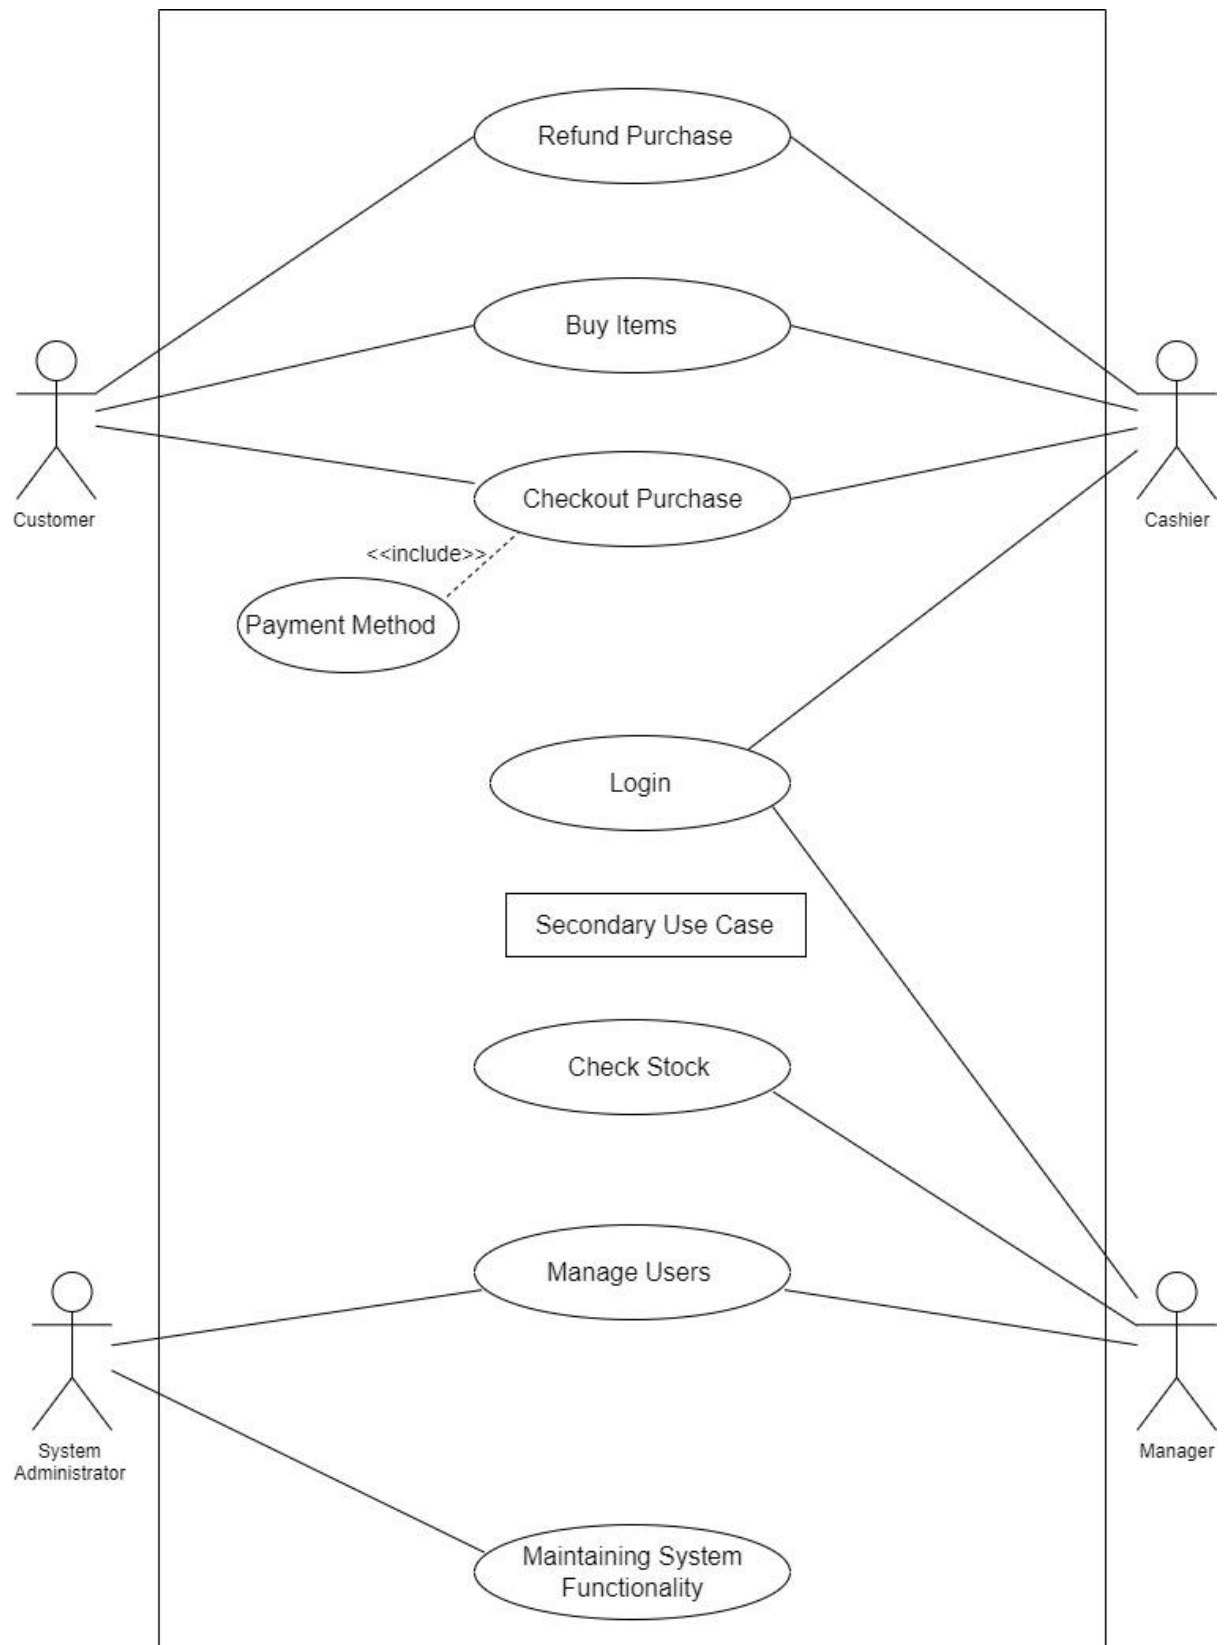 Refund Purchase
Buy Items
Customer
Checkout Purchase
Cashier
<<include>>
Payment Method
Login
Secondary Use Case
Check Stock
Manage Users
System
Administrator
Manager
Maintaining System
Functionality